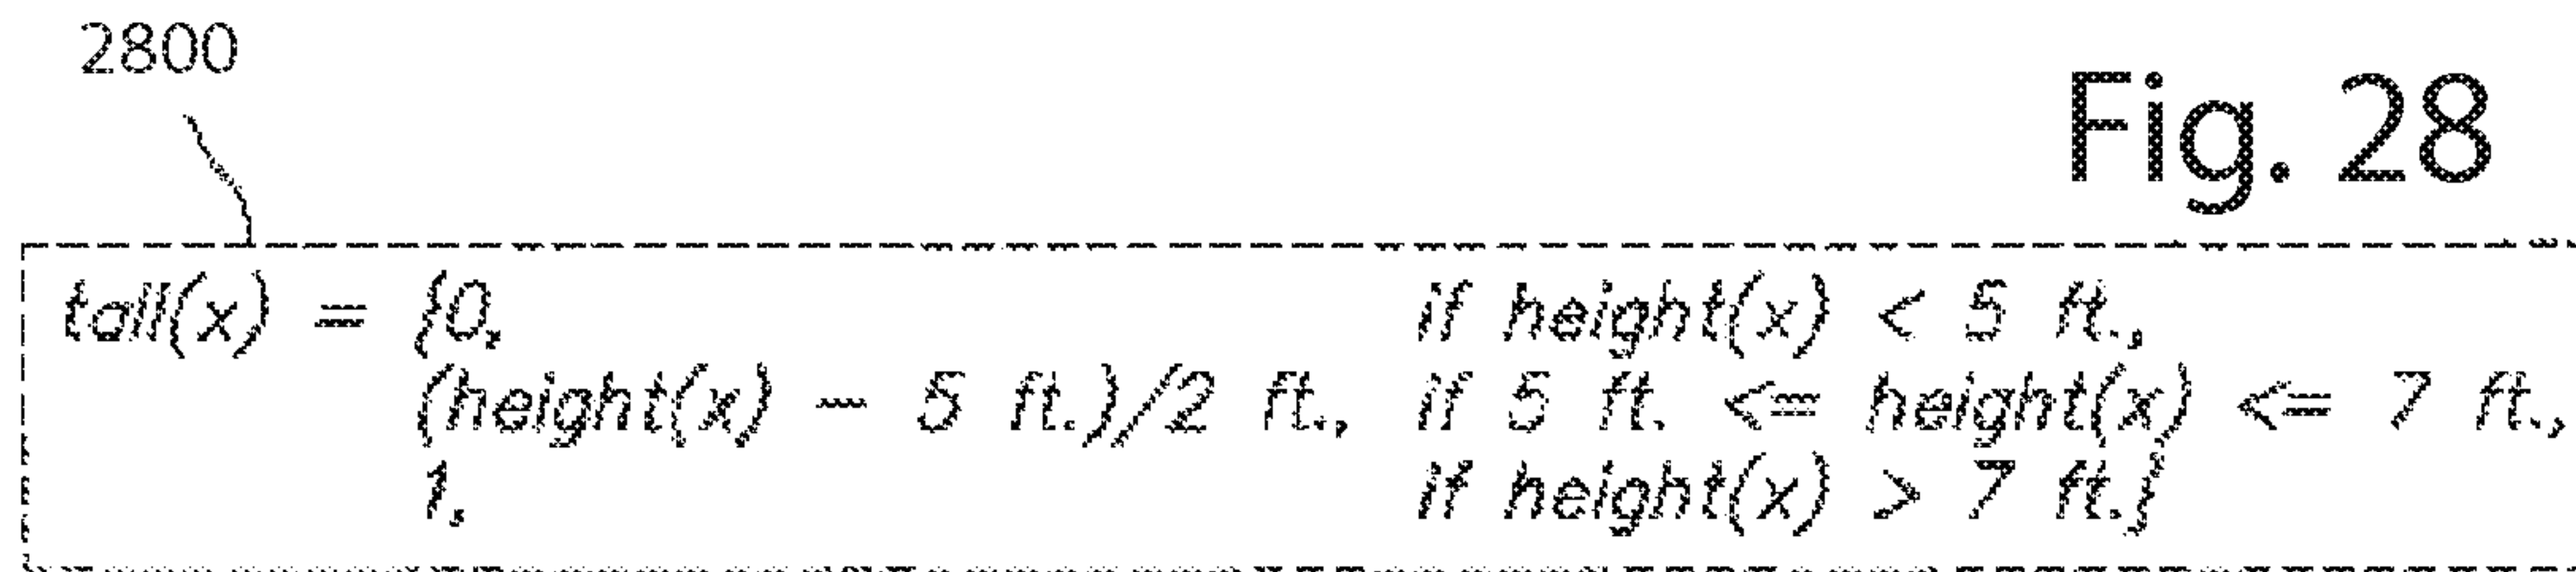 2800
Fig. 28
tall(x) = {0, if height(x) < 5 ft.,
(height(x) – 5 ft.)/2 ft., if 5 ft. <= height(x) <= 7 ft.,
1, if height(x) > 7 ft.}